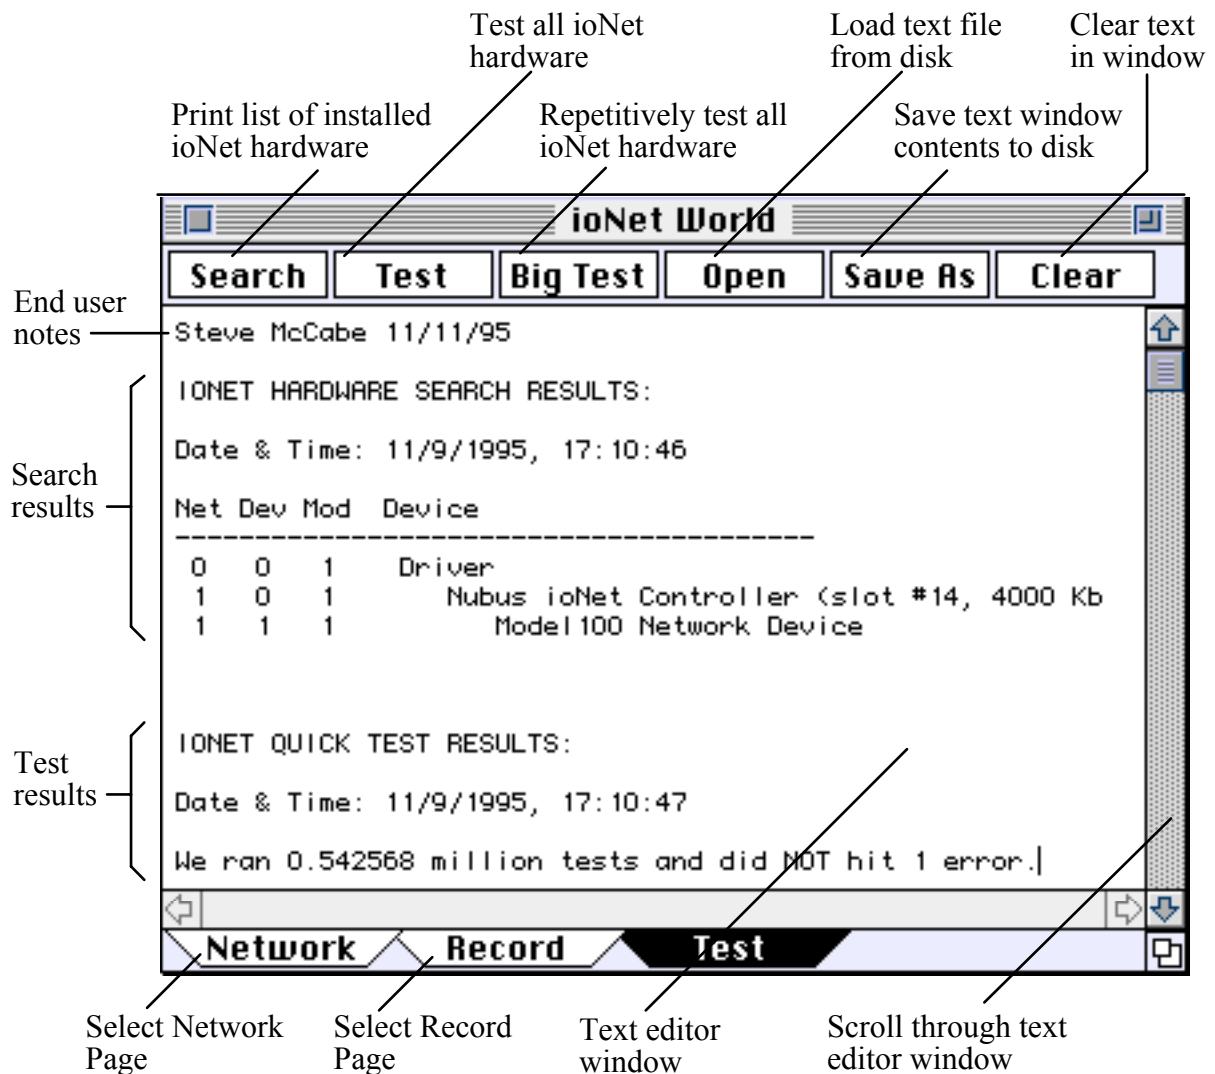 Test all ioNet
hardware
Load text file
from disk
Clear text
in window
Print list of installed
ioNet hardware
Repetitively test all
ioNet hardware
Save text window
contents to disk
ioNet World
Search
Test
Big Test
Open
Save As
Clear
End user
notes
Steve McCabe 11/11/95
Search
results
IONET HARDWARE SEARCH RESULTS:
Date & Time: 11/9/1995, 17:10:46
Net Dev Mod Device
----------------------------------------
0 0 1 Driver
1 0 1 Nubus ioNet Controller (slot #14, 4000 Kb
1 1 1 Model100 Network Device
Test
results
IONET QUICK TEST RESULTS:
Date & Time: 11/9/1995, 17:10:47
We ran 0.542568 million tests and did NOT hit 1 error.
Network
Record
Test
Select Network
Page
Select Record
Page
Text editor
window
Scroll through text
editor window